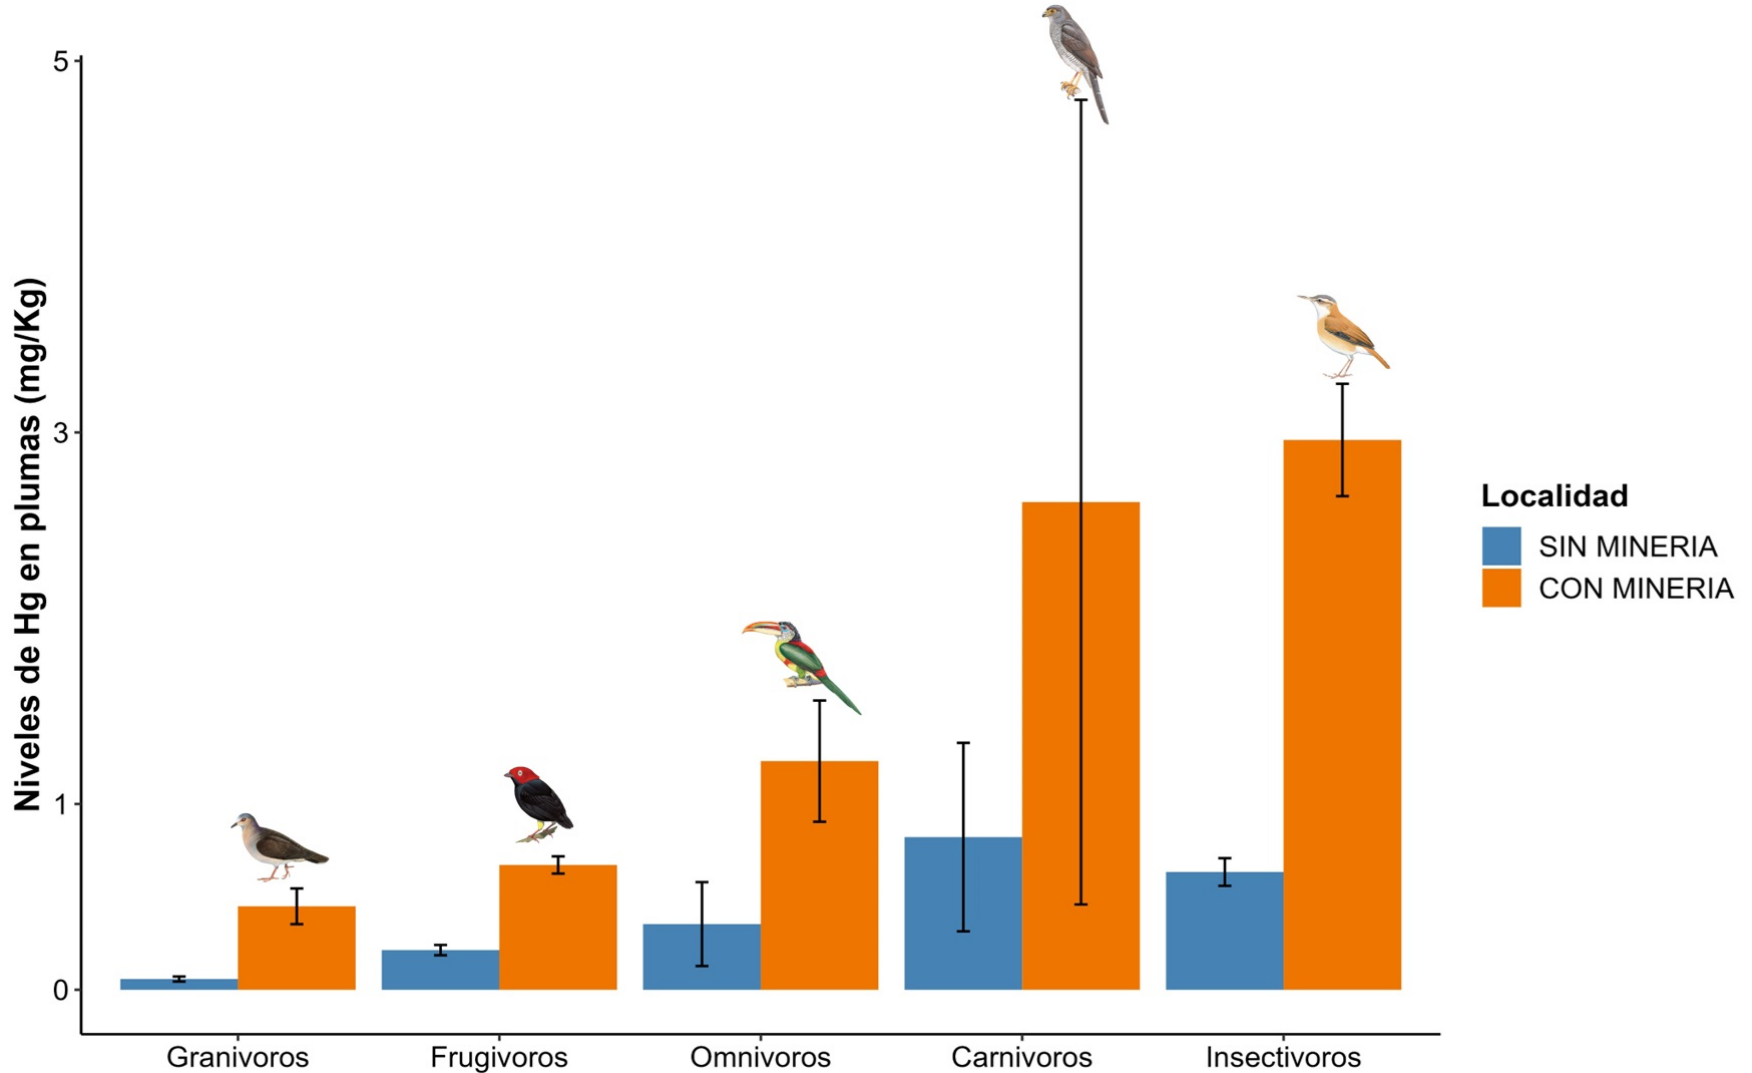 Niveles de Hg en plumas (mg/Kg)
5
3
1
0
Granivoros
Frugivoros
Omnivoros
Carnivoros
Insectivoros
Localidad
SIN MINERIA
CON MINERIA